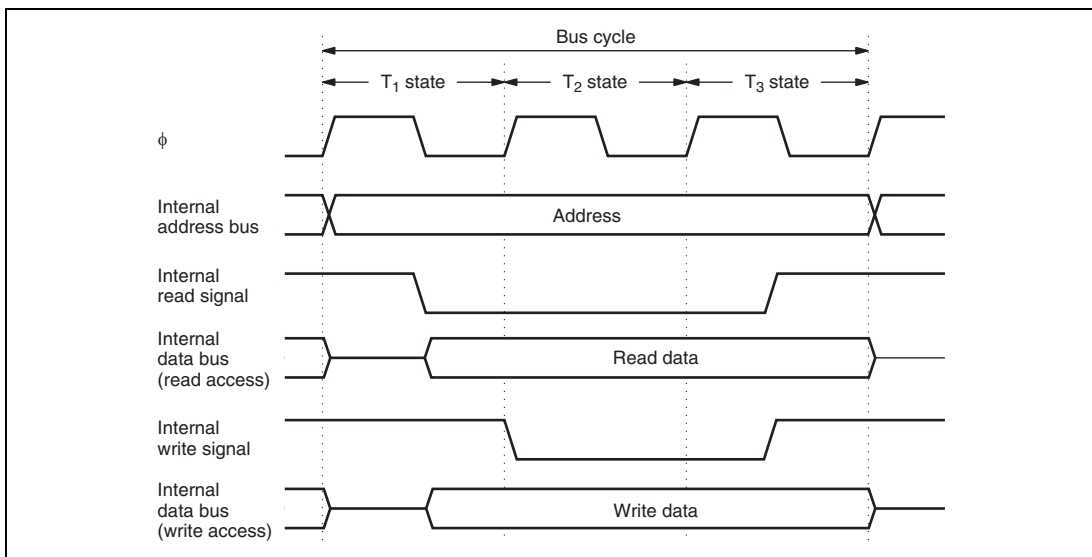 Bus cycle
T₁ state
T₂ state
T₃ state
ϕ
Internal
address bus
Address
Internal
read signal
Internal
data bus
(read access)
Read data
Internal
write signal
Internal
data bus
(write access)
Write data